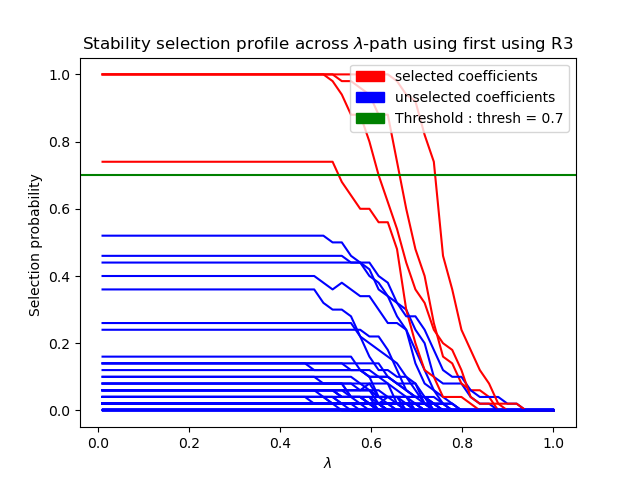 Stability selection profile across λ-path using first using R3
selected coefficients
unselected coefficients
Threshold : thresh = 0.7
Selection probability
1.0
0.8
0.6
0.4
0.2
0.0
0.0 0.2 0.4 0.6 0.8 1.0
λ